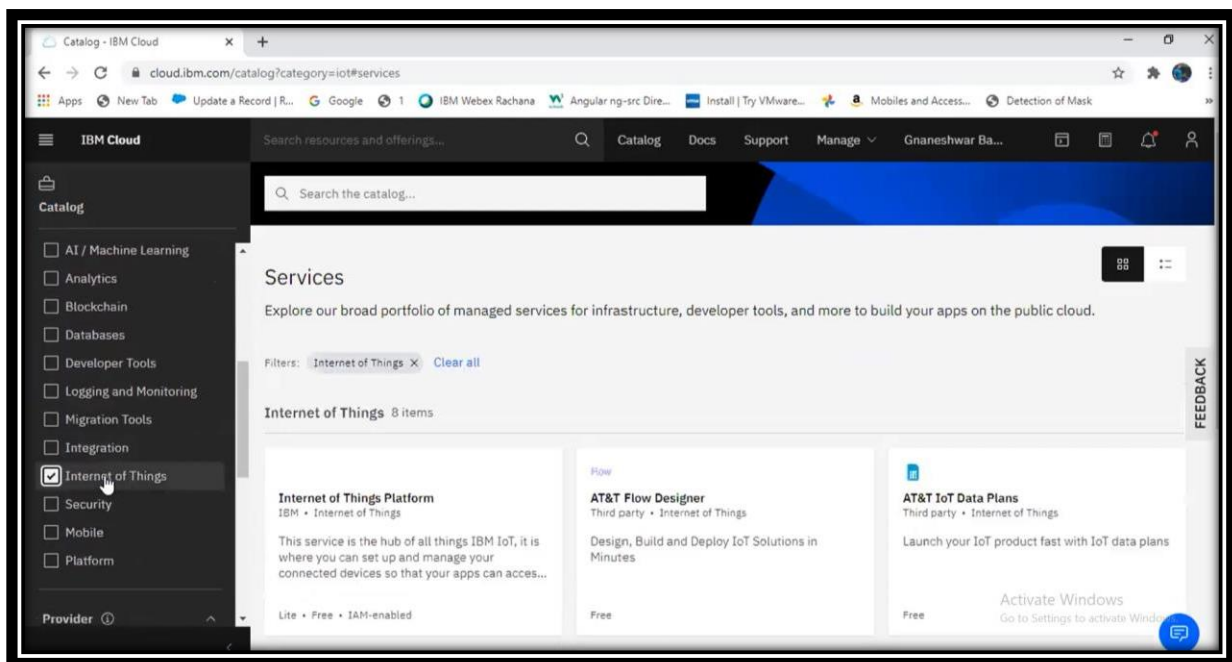 Catalog - IBM Cloud
cloud.ibm.com/catalog?category=iot#services
Apps New Tab Update a Record | R... Google 1 IBM Webex Rachana Angular ng-src Dire... Install | Try VMware... Mobiles and Access... Detection of Mask
IBM Cloud Search resources and offerings... Catalog Docs Support Manage Gnaneshwar Ba...
Catalog
Search the catalog...
AI / Machine Learning
Analytics
Blockchain
Databases
Developer Tools
Logging and Monitoring
Migration Tools
Integration
Internet of Things
Security
Mobile
Platform
Provider
Services
Explore our broad portfolio of managed services for infrastructure, developer tools, and more to build your apps on the public cloud.
Filters: Internet of Things × Clear all
Internet of Things 8 items
Internet of Things Platform
IBM • Internet of Things
This service is the hub of all things IBM IoT, it is
where you can set up and manage your
connected devices so that your apps can acces...
Lite • Free • IAM-enabled
Flow
AT&T Flow Designer
Third party • Internet of Things
Design, Build and Deploy IoT Solutions in
Minutes
Free
AT&T IoT Data Plans
Third party • Internet of Things
Launch your IoT product fast with IoT data plans
Free
Activate Windows
Go to Settings to activate Windows.
FEEDBACK